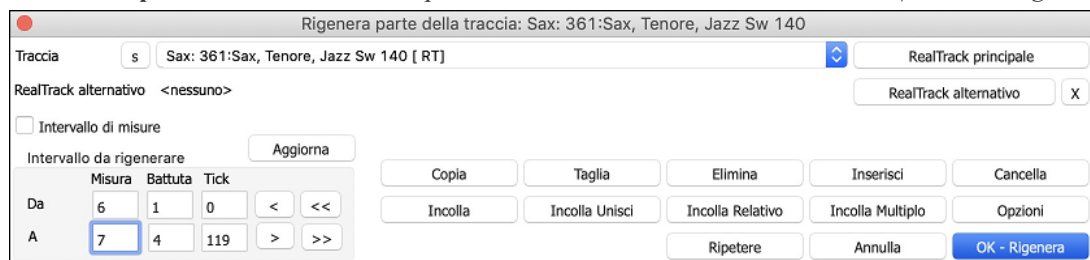 Rigenera parte della traccia: Sax: 361:Sax, Tenore, Jazz Sw 140
Traccia s Sax: 361:Sax, Tenore, Jazz Sw 140 [ RT] RealTrack principale
RealTrack alternativo <nessuno> RealTrack alternativo X
Intervallo di misure
Intervallo da rigenerare Aggiorna
Misura Battuta Tick Copia Taglia Elimina Inserisci Cancella
Da 6 1 0 < << Incolla Incolla Unisci Incolla Relativo Incolla Multiplo Opzioni
A 7 4 119 > >> Ripetere Annulla OK - Rigenera